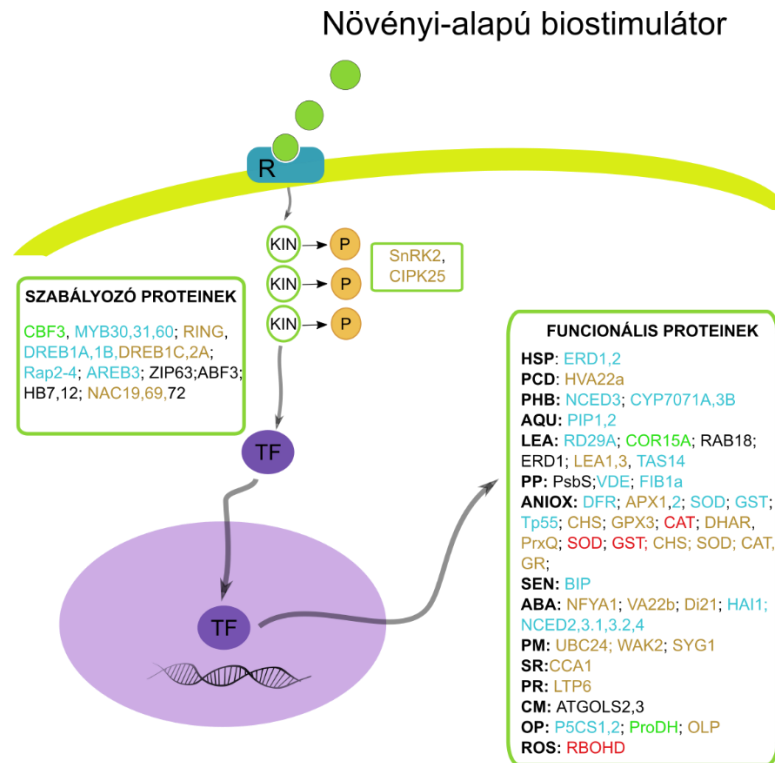 Növényi-alapú biostimulátor
R
KIN P
KIN P
KIN P
SnRK2,
CIPK25
SZABÁLYOZÓ PROTEINEK
CBF3, MYB30,31,60; RING,
DREB1A,1B,DREB1C,2A;
Rap2-4; AREB3; ZIP63;ABF3;
HB7,12; NAC19,69,72
TF
TF
FUNCIONÁLIS PROTEINEK
HSP: ERD1,2
PCD: HVA22a
PHB: NCED3; CYP7071A,3B
AQU: PIP1,2
LEA: RD29A; COR15A; RAB18;
ERD1; LEA1,3, TAS14
PP: PsbS;VDE; FIB1a
ANIOX: DFR; APX1,2; SOD; GST;
Tp55; CHS; GPX3; CAT; DHAR,
PrxQ; SOD; GST; CHS; SOD; CAT,
GR;
SEN: BIP
ABA: NFYA1; VA22b; Di21; HAI1;
NCED2,3.1,3.2,4
PM: UBC24; WAK2; SYG1
SR:CCA1
PR: LTP6
CM: ATGOLS2,3
OP: P5CS1,2; ProDH; OLP
ROS: RBOHD